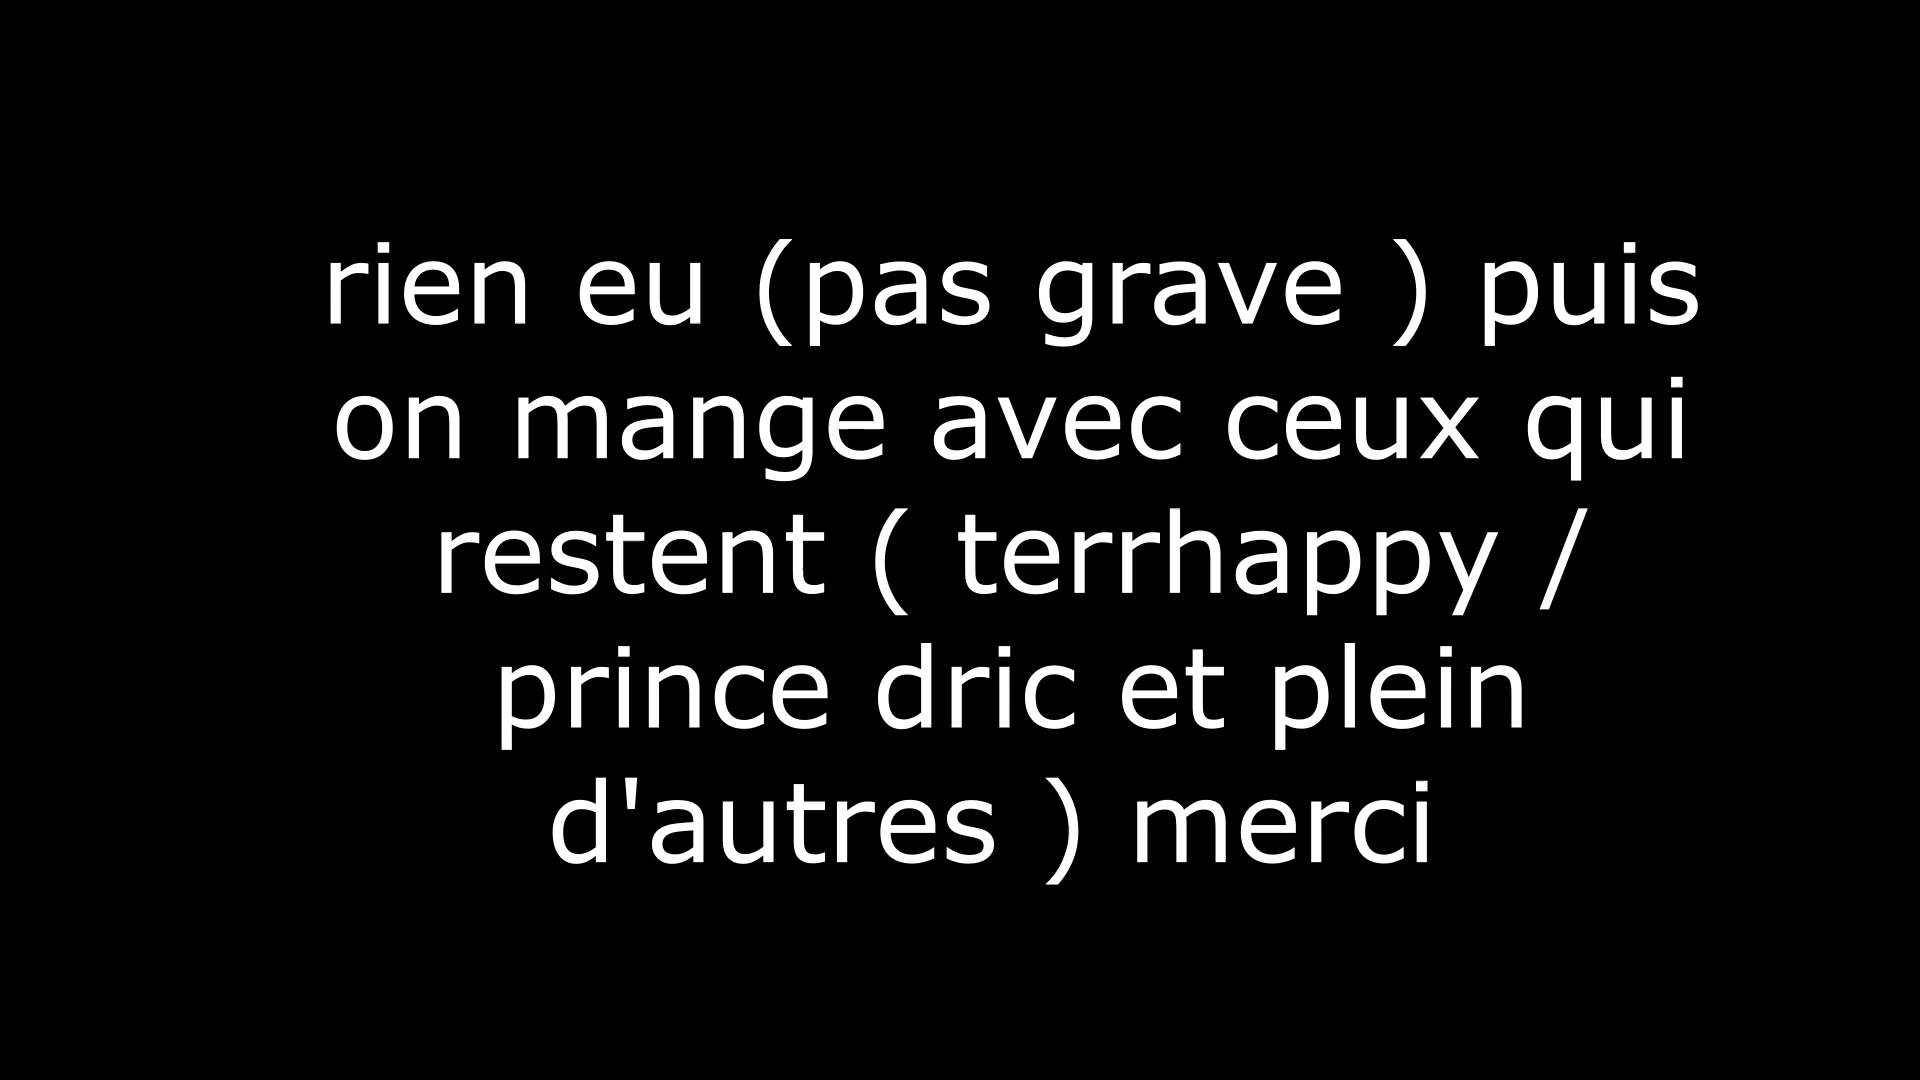 rien eu (pas grave ) puis
on mange avec ceux qui
restent ( terrhappy /
prince dric et plein
d'autres ) merci